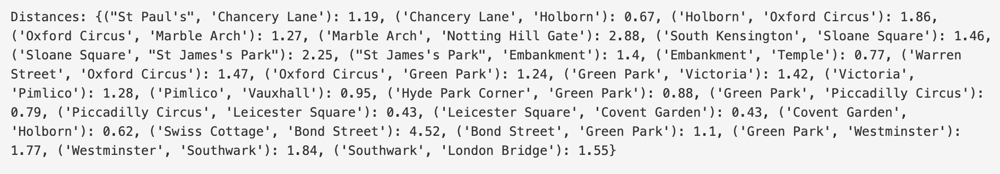 Distances: {("St Paul's", 'Chancery Lane'): 1.19, ('Chancery Lane', 'Holborn'): 0.67, ('Holborn', 'Oxford Circus'): 1.86,
('Oxford Circus', 'Marble Arch'): 1.27, ('Marble Arch', 'Notting Hill Gate'): 2.88, ('South Kensington', 'Sloane Square'): 1.46,
('Sloane Square', "St James's Park"): 2.25, ("St James's Park", 'Embankment'): 1.4, ('Embankment', 'Temple'): 0.77, ('Warren
Street', 'Oxford Circus'): 1.47, ('Oxford Circus', 'Green Park'): 1.24, ('Green Park', 'Victoria'): 1.42, ('Victoria',
'Pimlico'): 1.28, ('Pimlico', 'Vauxhall'): 0.95, ('Hyde Park Corner', 'Green Park'): 0.88, ('Green Park', 'Piccadilly Circus'):
0.79, ('Piccadilly Circus', 'Leicester Square'): 0.43, ('Leicester Square', 'Covent Garden'): 0.43, ('Covent Garden',
'Holborn'): 0.62, ('Swiss Cottage', 'Bond Street'): 4.52, ('Bond Street', 'Green Park'): 1.1, ('Green Park', 'Westminster'):
1.77, ('Westminster', 'Southwark'): 1.84, ('Southwark', 'London Bridge'): 1.55}